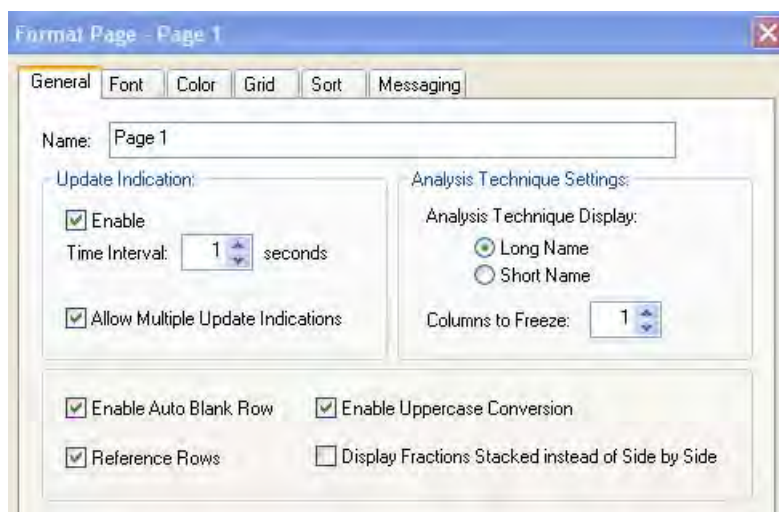 Format Page - Page 1
General Font Color Grid Sort Messaging
Name: Page 1
Update Indication: Analysis Technique Settings:
Enable Analysis Technique Display:
Time Interval: 1 seconds Long Name
Short Name
Allow Multiple Update Indications Columns to Freeze: 1
Enable Auto Blank Row Enable Uppercase Conversion
Reference Rows Display Fractions Stacked instead of Side by Side